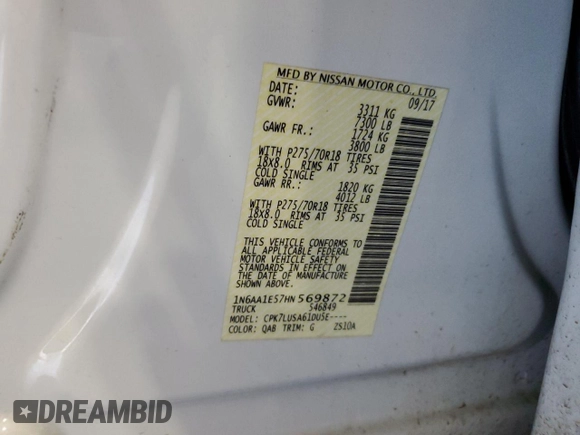 MFD BY NISSAN MOTOR CO., LTD.
DATE: 09/17
GVWR: 3311 KG
7300 LB
GAWR FR.: 1724 KG
3800 LB
WITH P275/70R18 TIRES
18X8.0 RIMS AT 35 PSI
COLD SINGLE
GAWR RR.: 1820 KG
4012 LB
WITH P275/70R18 TIRES
18X8.0 RIMS AT 35 PSI
COLD SINGLE
THIS VEHICLE CONFORMS TO
ALL APPLICABLE FEDERAL
MOTOR VEHICLE SAFETY
STANDARDS IN EFFECT ON
THE DATE OF MANUFACTURE
SHOWN ABOVE.
1N6AA1E57HN569872
TRUCK 546849
MODEL: CPK7LUSA61DU5E----
COLOR: QAB TRIM: G ZS1DA
DREAMBID